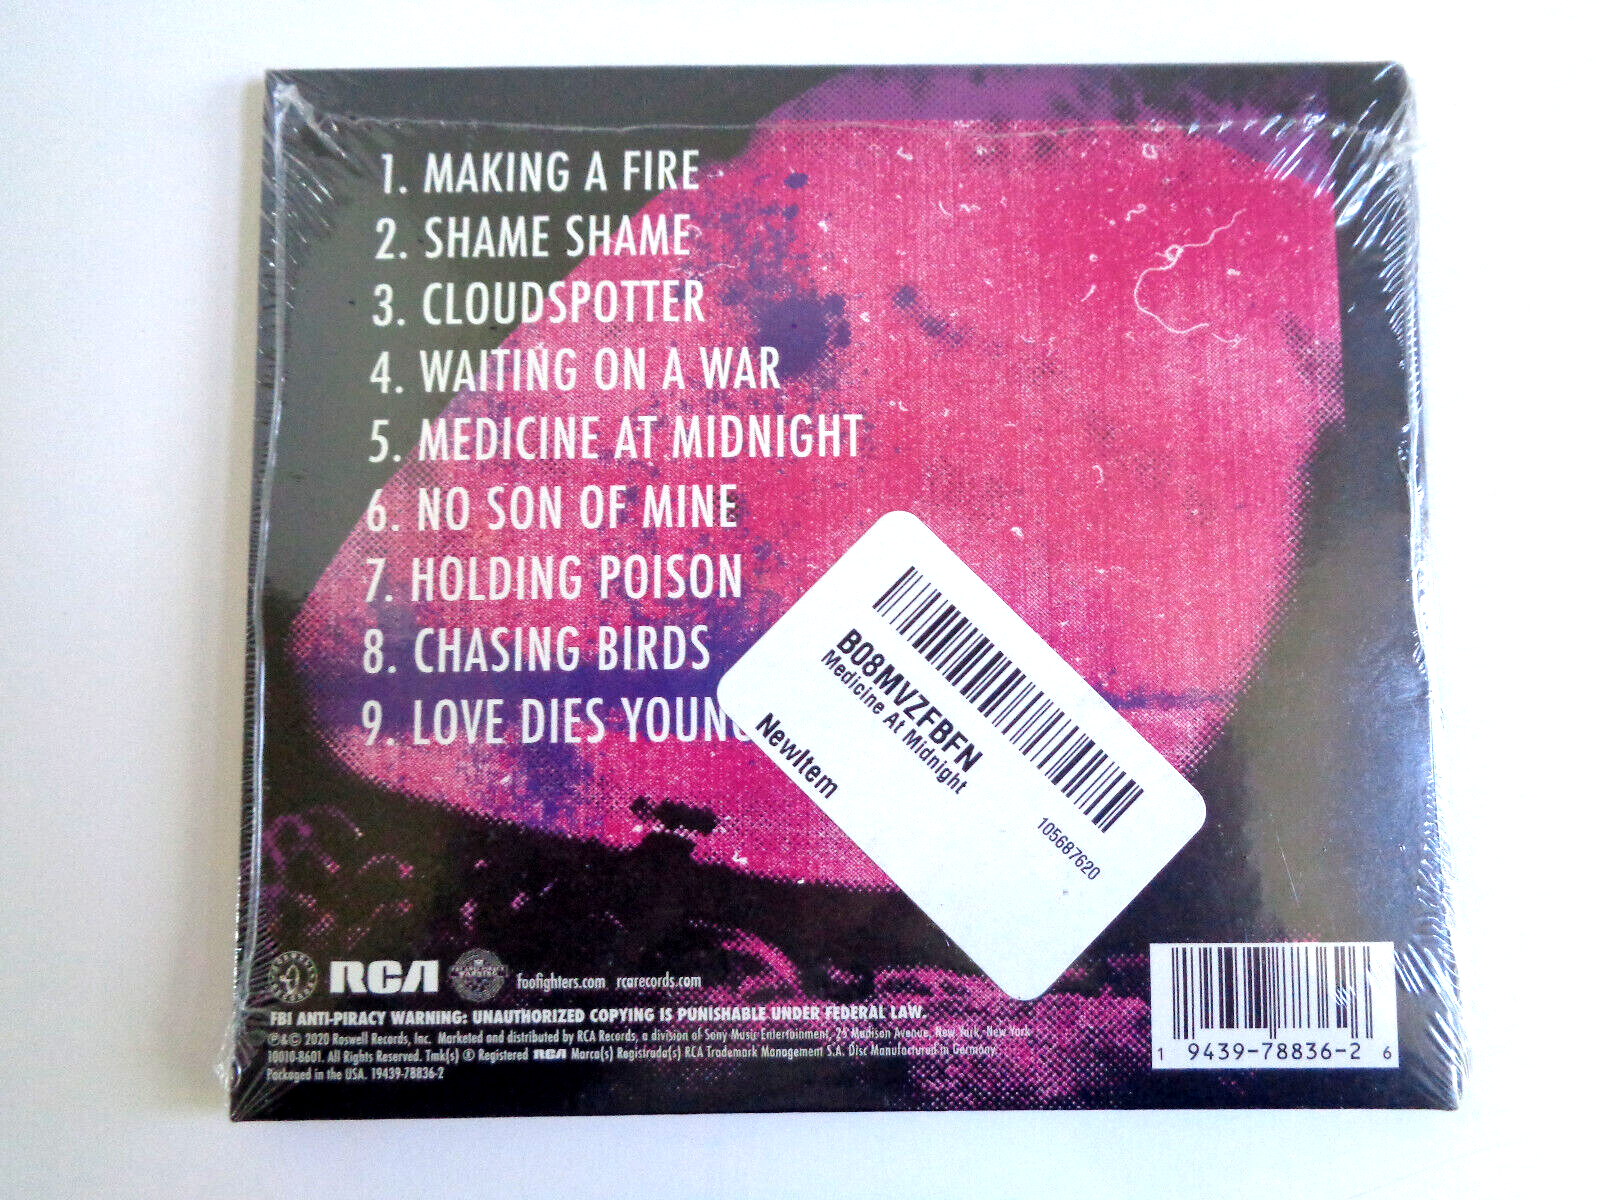 1. MAKING A FIRE
2. SHAME SHAME
3. CLOUDSPOTTER
4. WAITING ON A WAR
5. MEDICINE AT MIDNIGHT
6. NO SON OF MINE
7. HOLDING POISON
8. CHASING BIRDS
9. LOVE DIES YOUNG
B08MVZFBFN
Medicine At Midnight
NewItem
105687620
RCA
foofighters.com rcarecords.com
FBI ANTI-PIRACY WARNING: UNAUTHORIZED COPYING IS PUNISHABLE UNDER FEDERAL LAW.
℗&© 2020 Roswell Records, Inc. Marketed and distributed by RCA Records, a division of Sony Music Entertainment, 25 Madison Avenue, New York, New York
10010-8601. All Rights Reserved. Tmk(s) ® Registered RCA Marca(s) Registrada(s) RCA Trademark Management S.A. Disc Manufactured in Germany.
Packaged in the USA. 19439-78836-2
1 9439-78836-2 6